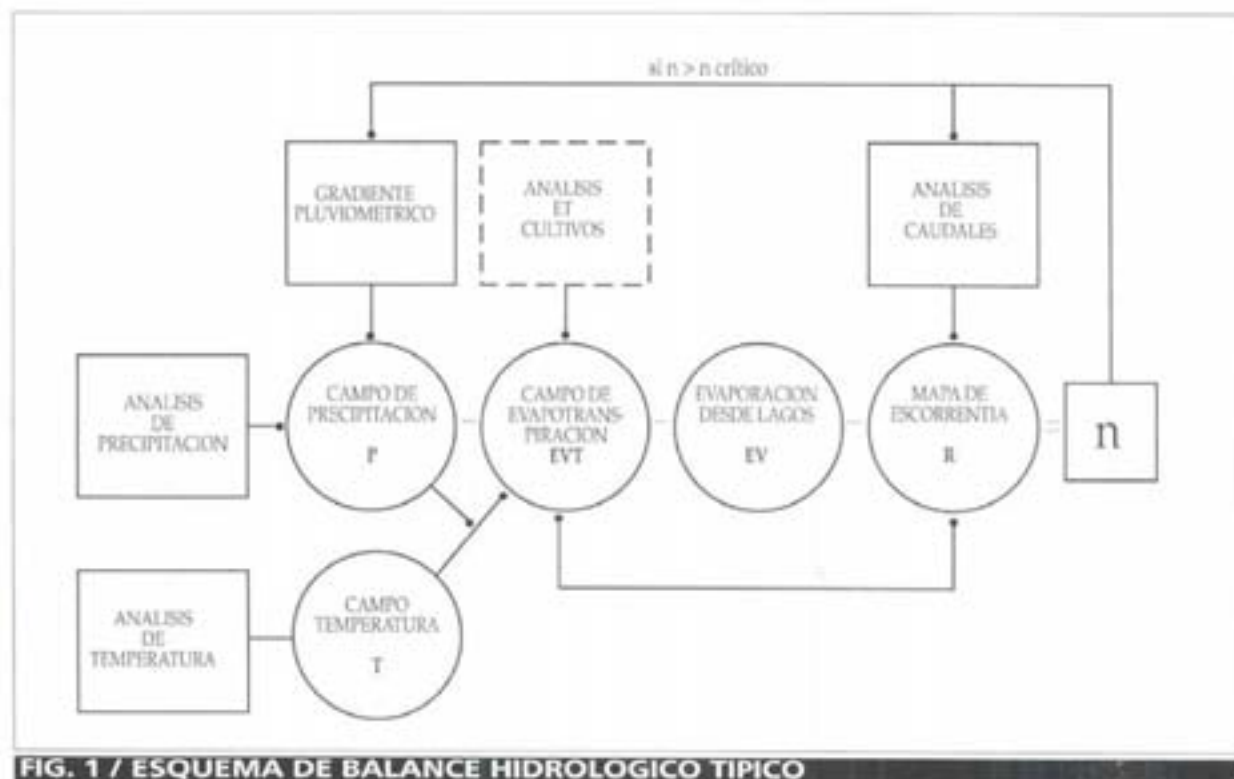 si n > n crítico
GRADIENTE
PLUVIOMETRICO
ANALISIS
ET
CULTIVOS
ANALISIS
DE
CAUDALES
ANALISIS
DE
PRECIPITACION
CAMPO DE
PRECIPITACION
P
–
CAMPO DE
EVAPOTRANS-
PIRACION
EVT
–
EVAPORACION
DESDE LAGOS
EV
–
MAPA DE
ESCORRENTIA
R
=
n
ANALISIS
DE
TEMPERATURA
CAMPO
TEMPERATURA
T
FIG. 1 / ESQUEMA DE BALANCE HIDROLOGICO TIPICO